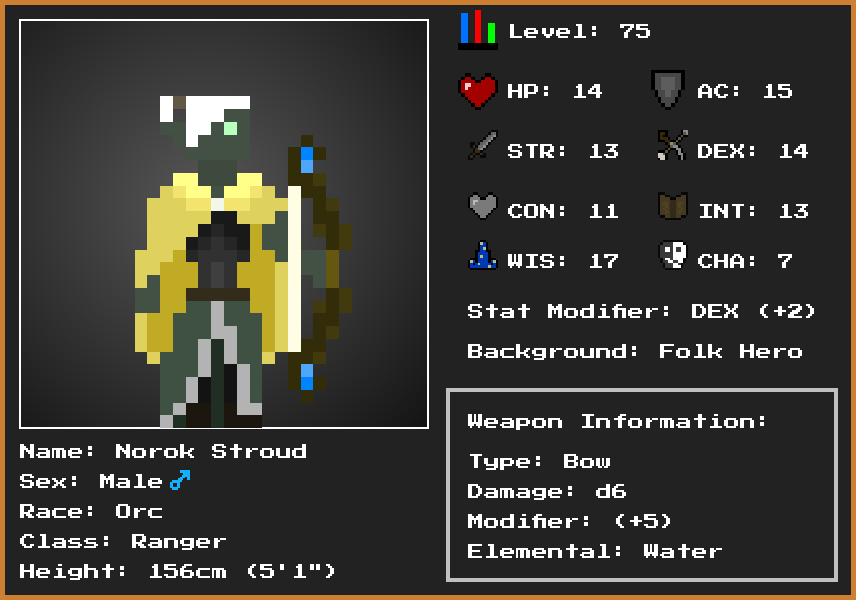 Level: 75
HP: 14 AC: 15
STR: 13 DEX: 14
CON: 11 INT: 13
WIS: 17 CHA: 7
Stat Modifier: DEX (+2)
Background: Folk Hero
Weapon Information:
Type: Bow
Damage: d6
Modifier: (+5)
Elemental: Water
Name: Norok Stroud
Sex: Male ♂
Race: Orc
Class: Ranger
Height: 156cm (5'1")